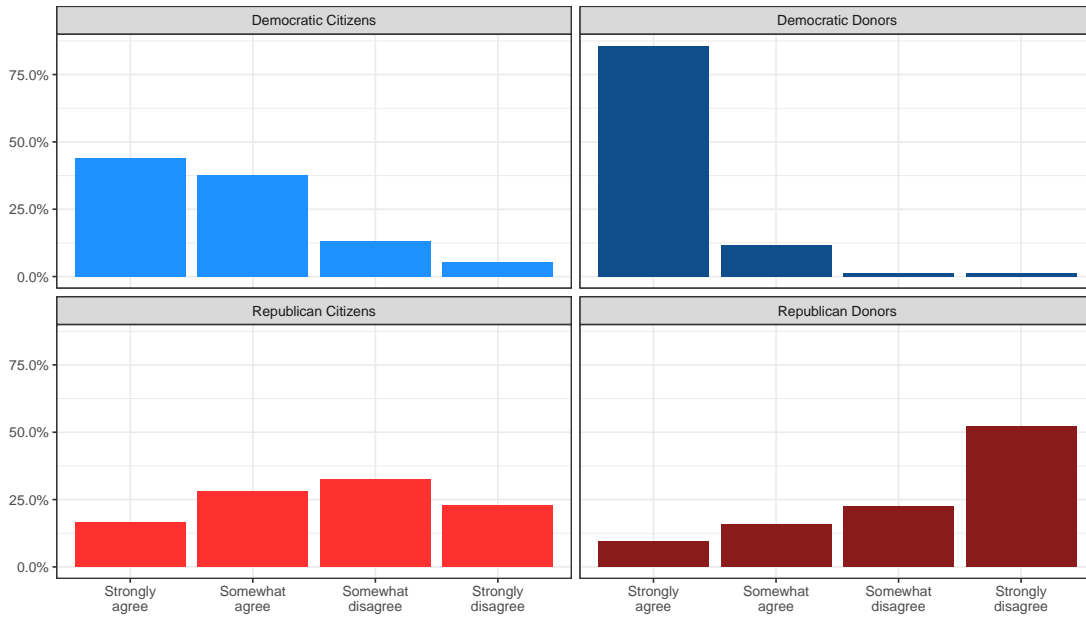 Democratic Citizens
Democratic Donors
75.0%
50.0%
25.0%
0.0%
Republican Citizens
Republican Donors
75.0%
50.0%
25.0%
0.0%
Strongly agree
Somewhat agree
Somewhat disagree
Strongly disagree
Strongly agree
Somewhat agree
Somewhat disagree
Strongly disagree